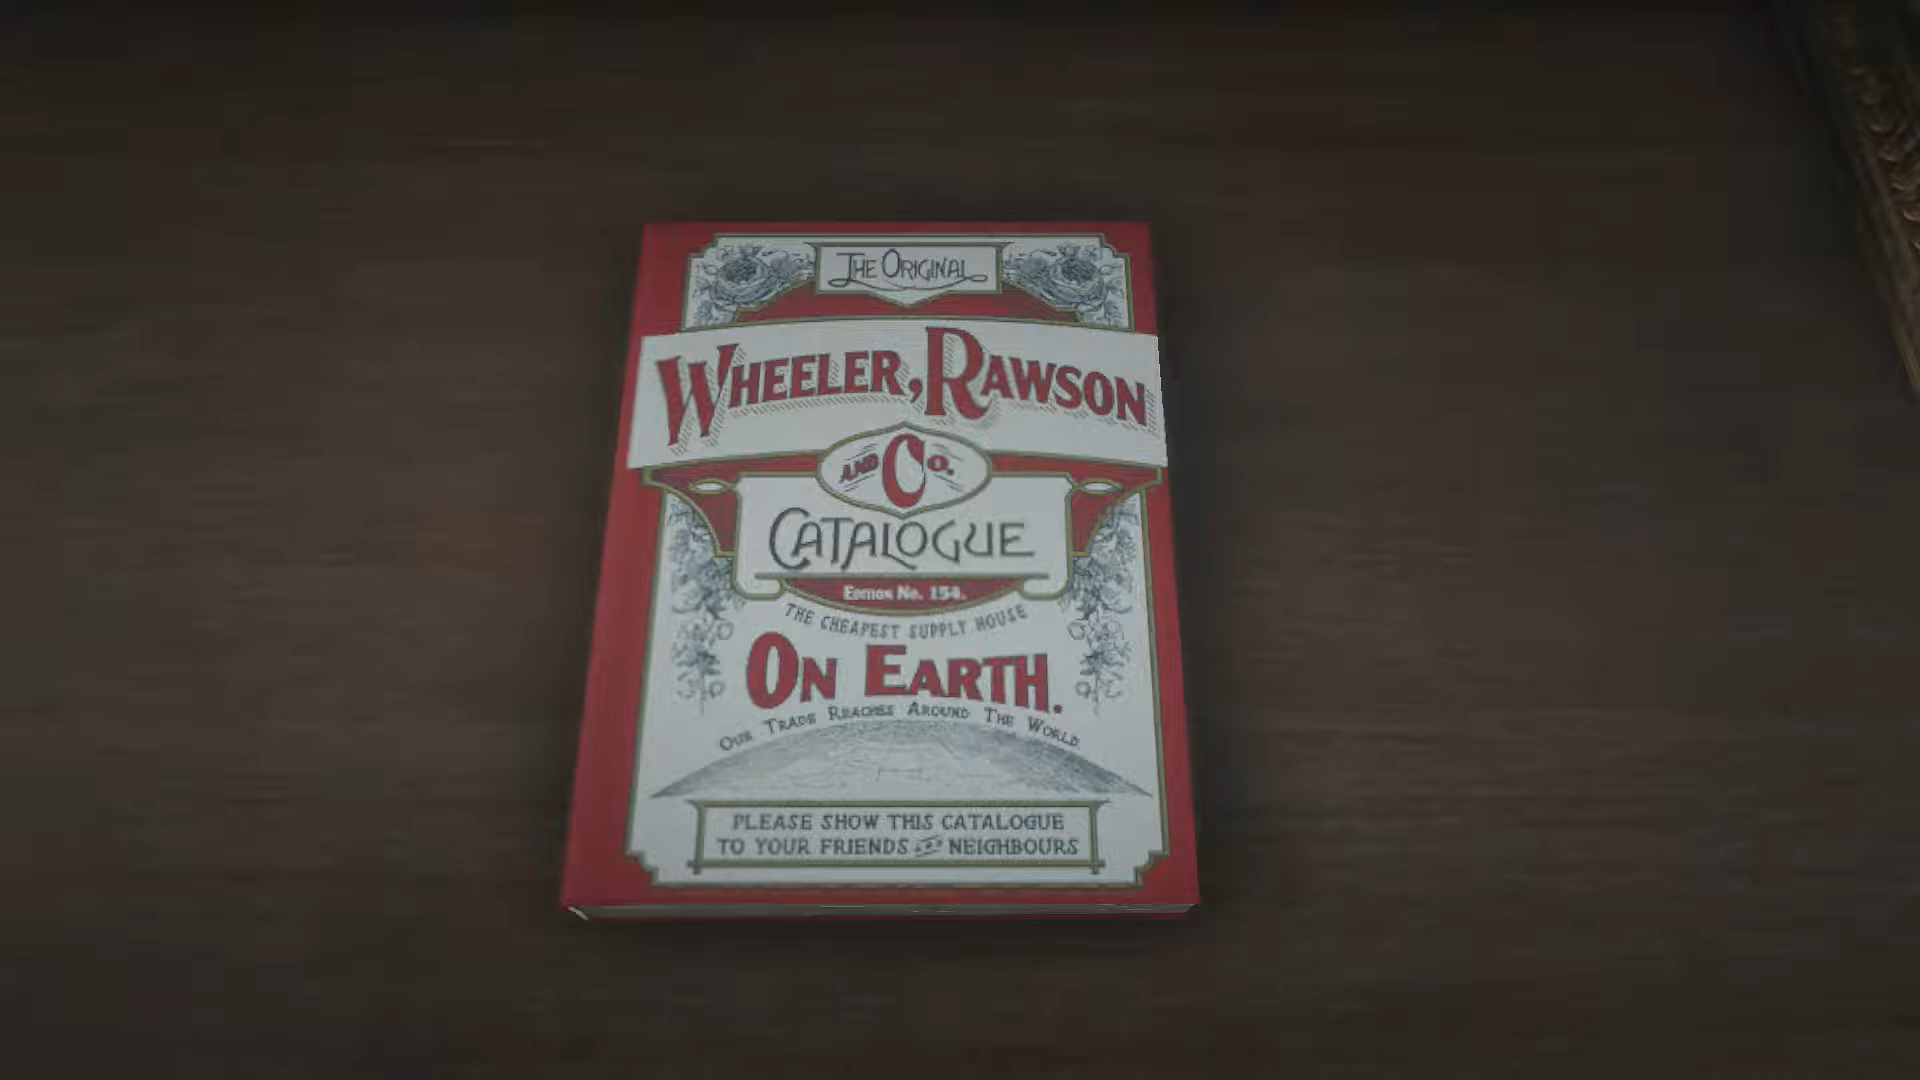 THE ORIGINAL
WHEELER, RAWSON
AND CO.
CATALOGUE
EDITION No. 154.
THE CHEAPEST SUPPLY HOUSE
ON EARTH.
OUR TRADE REACHES AROUND THE WORLD
PLEASE SHOW THIS CATALOGUE
TO YOUR FRIENDS AND NEIGHBOURS